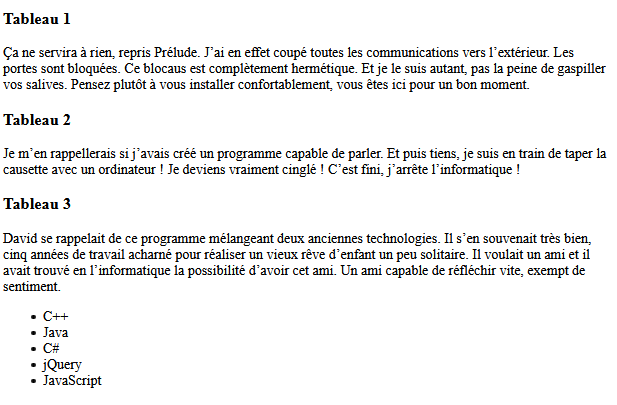 Tableau 1
Ça ne servira à rien, repris Prélude. J’ai en effet coupé toutes les communications vers l’extérieur. Les
portes sont bloquées. Ce blocaus est complètement hermétique. Et je le suis autant, pas la peine de gaspiller
vos salives. Pensez plutôt à vous installer confortablement, vous êtes ici pour un bon moment.
Tableau 2
Je m’en rappellerais si j’avais créé un programme capable de parler. Et puis tiens, je suis en train de taper la
causette avec un ordinateur ! Je deviens vraiment cinglé ! C’est fini, j’arrête l’informatique !
Tableau 3
David se rappelait de ce programme mélangeant deux anciennes technologies. Il s’en souvenait très bien,
cinq années de travail acharné pour réaliser un vieux rêve d’enfant un peu solitaire. Il voulait un ami et il
avait trouvé en l’informatique la possibilité d’avoir cet ami. Un ami capable de réfléchir vite, exempt de
sentiment.
• C++
• Java
• C#
• jQuery
• JavaScript